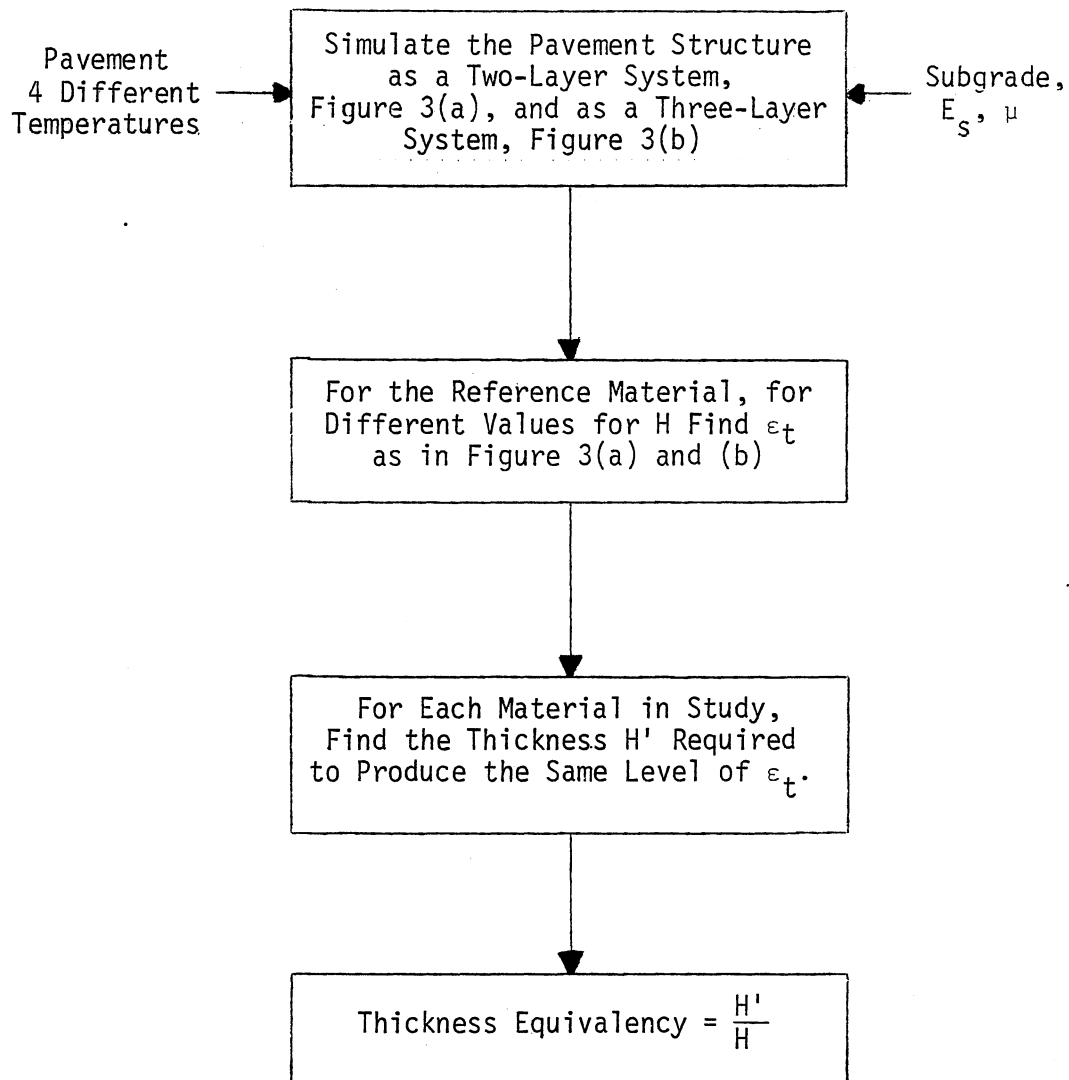 Pavement
4 Different
Temperatures
Simulate the Pavement Structure
as a Two-Layer System,
Figure 3(a), and as a Three-Layer
System, Figure 3(b)
Subgrade,
E_s, μ
For the Reference Material, for
Different Values for H Find ε_t
as in Figure 3(a) and (b)
For Each Material in Study,
Find the Thickness H' Required
to Produce the Same Level of ε_t.
Thickness Equivalency = H'/H